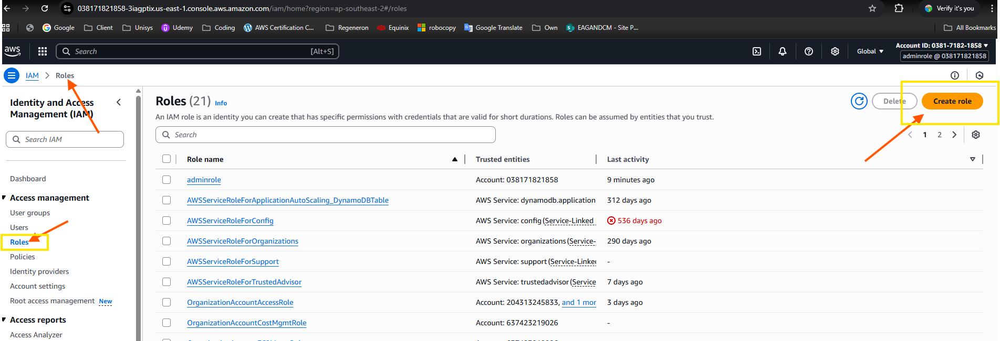 038171821858-3iagptix.us-east-1.console.aws.amazon.com/iam/home?region=ap-southeast-2#/roles
Verify it's you
Google
Client
Unisys
Udemy
Coding
AWS Certification C...
Regeneron
Equinix
robocopy
Google Translate
Own
EAGANDCM - Site P...
All Bookmarks
aws
Search
[Alt+S]
Global
Account ID: 0381-7182-1858
adminrole @ 038171821858
IAM
Roles
Identity and Access
Management (IAM)
Search IAM
Dashboard
Access management
User groups
Users
Roles
Policies
Identity providers
Account settings
Root access management New
Access reports
Access Analyzer
Roles (21) Info
Delete
Create role
An IAM role is an identity you can create that has specific permissions with credentials that are valid for short durations. Roles can be assumed by entities that you trust.
Search
1 2
Role name Trusted entities Last activity
adminrole Account: 038171821858 9 minutes ago
AWSServiceRoleForApplicationAutoScaling_DynamoDBTable AWS Service: dynamodb.application 312 days ago
AWSServiceRoleForConfig AWS Service: config (Service-Linked 536 days ago
AWSServiceRoleForOrganizations AWS Service: organizations (Service- 290 days ago
AWSServiceRoleForSupport AWS Service: support (Service-Linked -
AWSServiceRoleForTrustedAdvisor AWS Service: trustedadvisor (Service 7 days ago
OrganizationAccountAccessRole Account: 204313245833, and 1 mor 3 days ago
OrganizationAccountCostMgmtRole Account: 637423219026 -